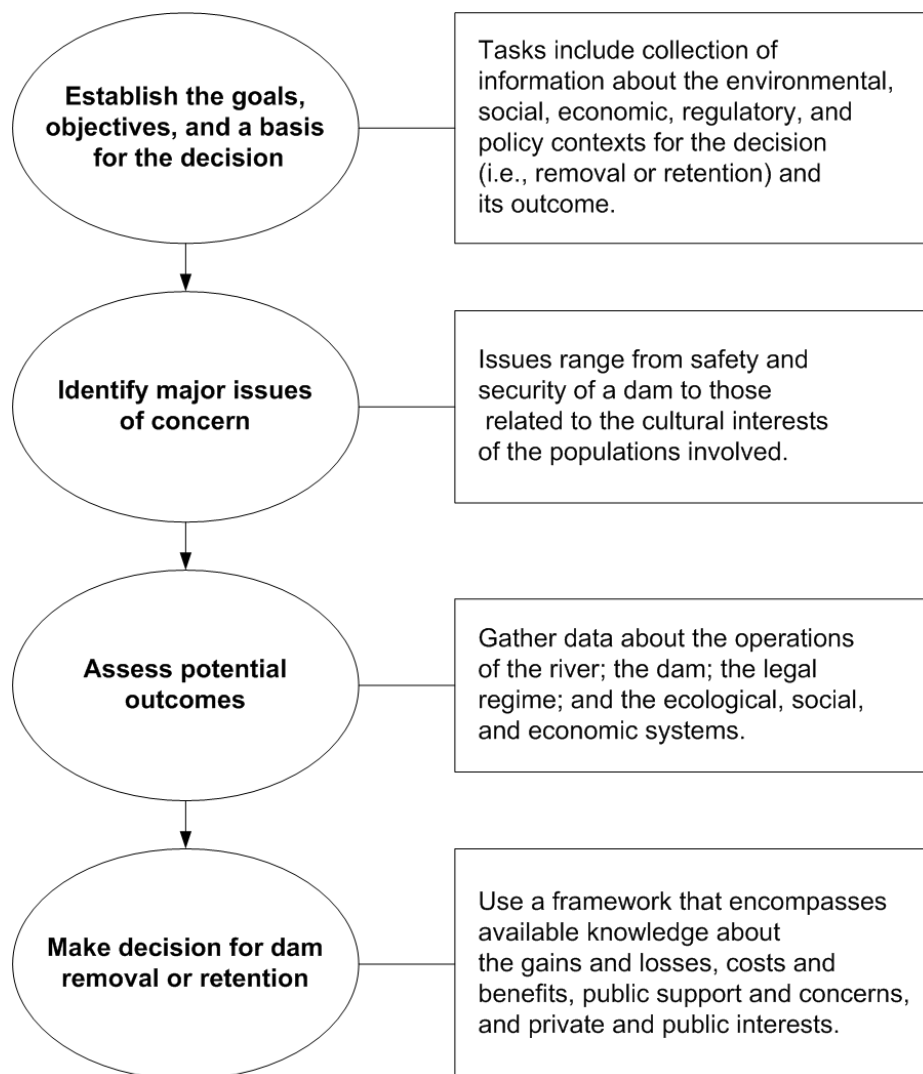 Establish the goals,
objectives, and a basis
for the decision
Tasks include collection of
information about the environmental,
social, economic, regulatory, and
policy contexts for the decision
(i.e., removal or retention) and
its outcome.
Identify major issues
of concern
Issues range from safety and
security of a dam to those
related to the cultural interests
of the populations involved.
Assess potential
outcomes
Gather data about the operations
of the river; the dam; the legal
regime; and the ecological, social,
and economic systems.
Make decision for dam
removal or retention
Use a framework that encompasses
available knowledge about
the gains and losses, costs and
benefits, public support and concerns,
and private and public interests.